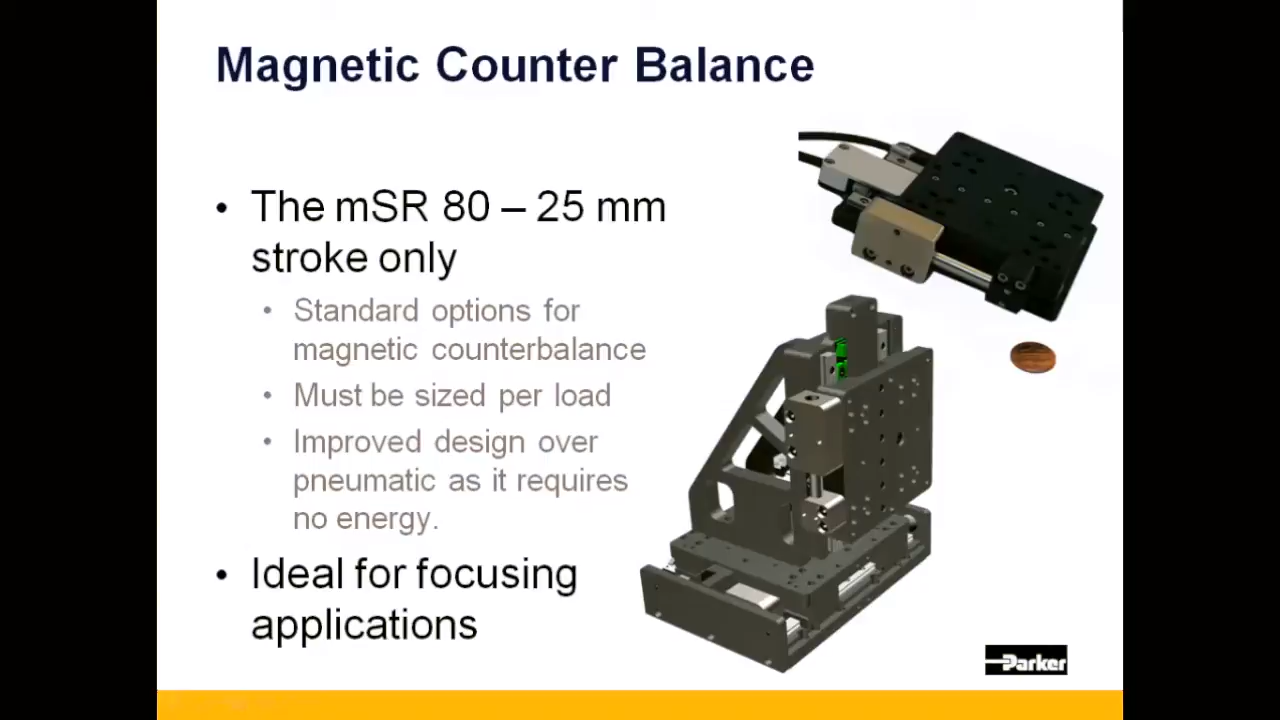 Magnetic Counter Balance
• The mSR 80 – 25 mm
stroke only
• Standard options for
magnetic counterbalance
• Must be sized per load
• Improved design over
pneumatic as it requires
no energy.
• Ideal for focusing
applications
Parker